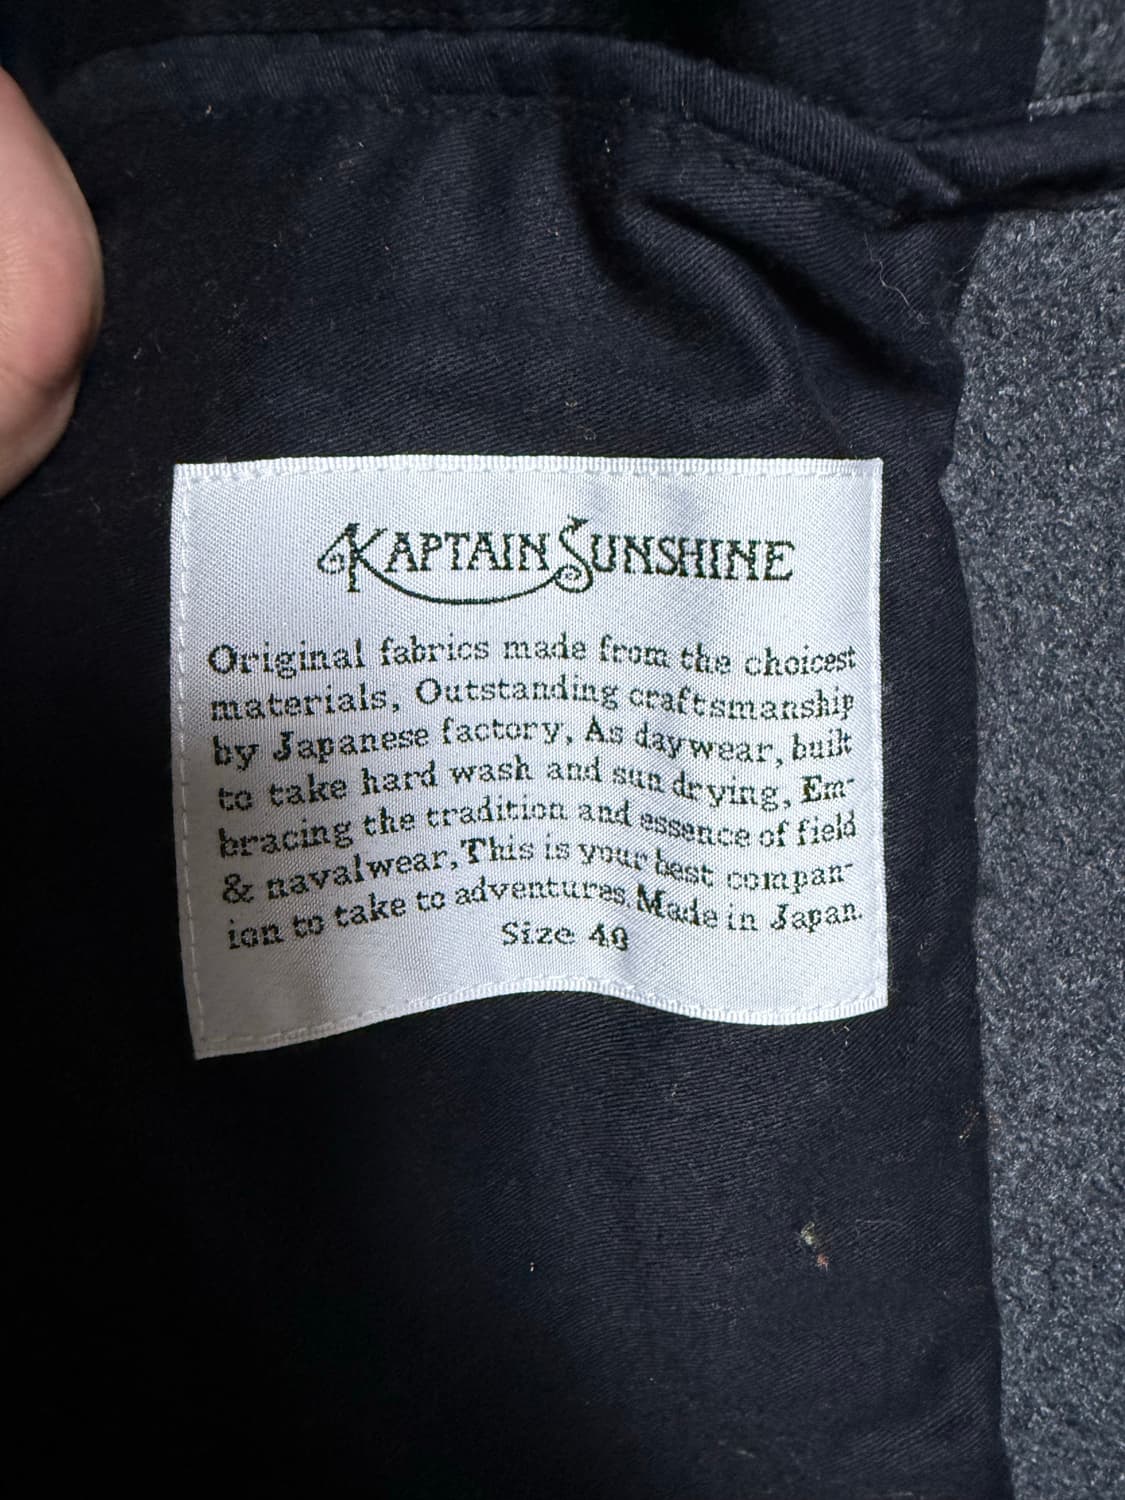 KAPTAIN SUNSHINE
Original fabrics made from the choicest
materials, Outstanding craftsmanship
by Japanese factory, As daywear, built
to take hard wash and sun drying, Em-
bracing the tradition and essence of field
& navalwear, This is your best compan-
ion to take to adventures. Made in Japan.
Size